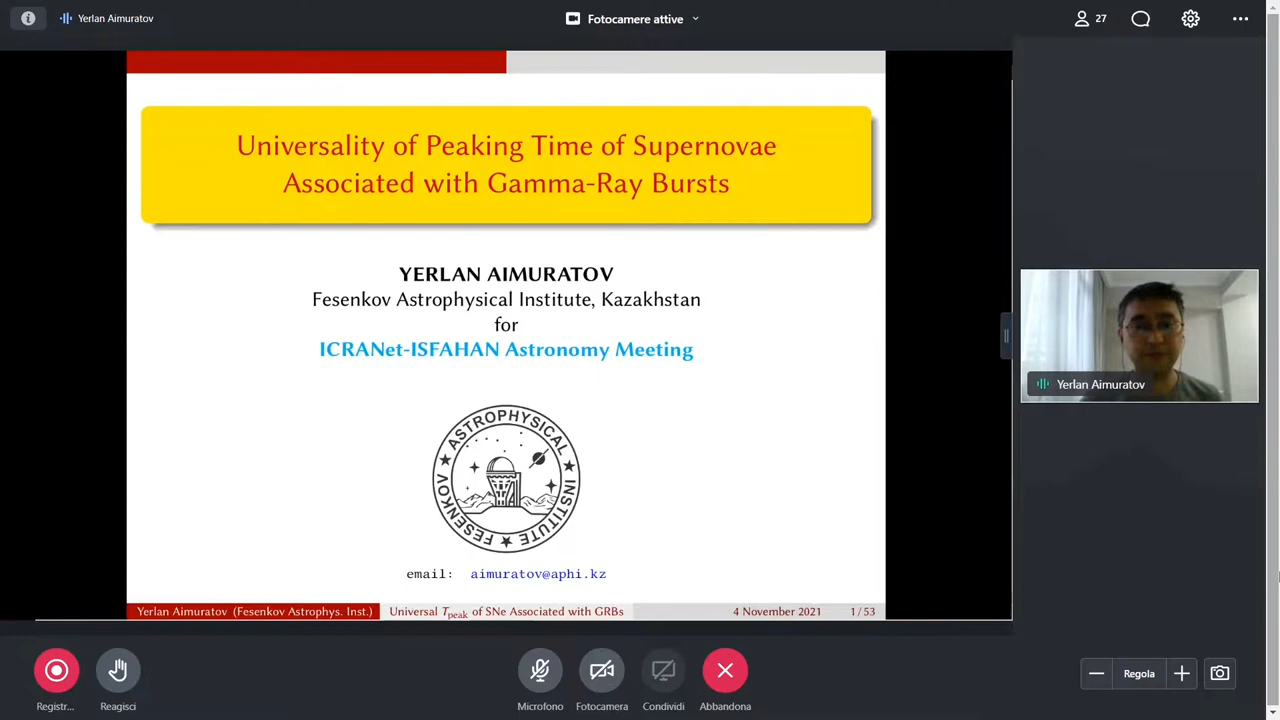 Yerlan Aimuratov
Fotocamere attive
27
Universality of Peaking Time of Supernovae
Associated with Gamma-Ray Bursts
YERLAN AIMURATOV
Fesenkov Astrophysical Institute, Kazakhstan
for
ICRANet-ISFAHAN Astronomy Meeting
FESENKOV ★ ASTROPHYSICAL ★ INSTITUTE ★
email: aimuratov@aphi.kz
Yerlan Aimuratov (Fesenkov Astrophys. Inst.)
Universal Tpeak of SNe Associated with GRBs
4 November 2021
1 / 53
Yerlan Aimuratov
Registr...
Reagisci
Microfono
Fotocamera
Condividi
Abbandona
Regola